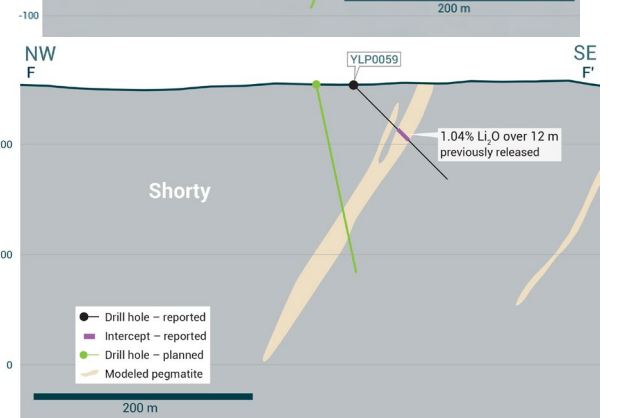 -100
200 m
NW
SE
F
F'
YLP0059
00
1.04% Li₂O over 12 m
previously released
Shorty
00
Drill hole – reported
Intercept – reported
Drill hole – planned
Modeled pegmatite
0
200 m